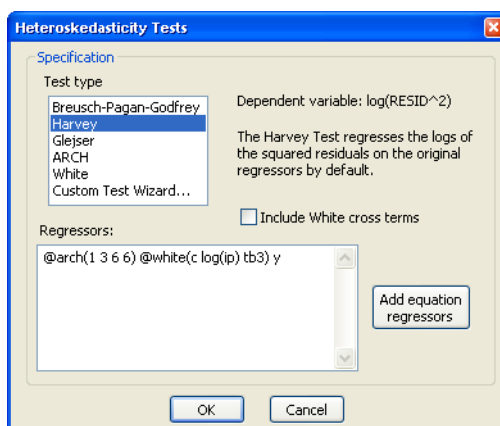 Heteroskedasticity Tests
Specification
Test type
Breusch-Pagan-Godfrey
Harvey
Glejser
ARCH
White
Custom Test Wizard...
Dependent variable: log(RESID^2)
The Harvey Test regresses the logs
of the squared residuals on the original
regressors by default.
Include White cross terms
Regressors:
@arch(1 3 6 6) @white(c log(ip) tb3) y
Add equation
regressors
OK
Cancel